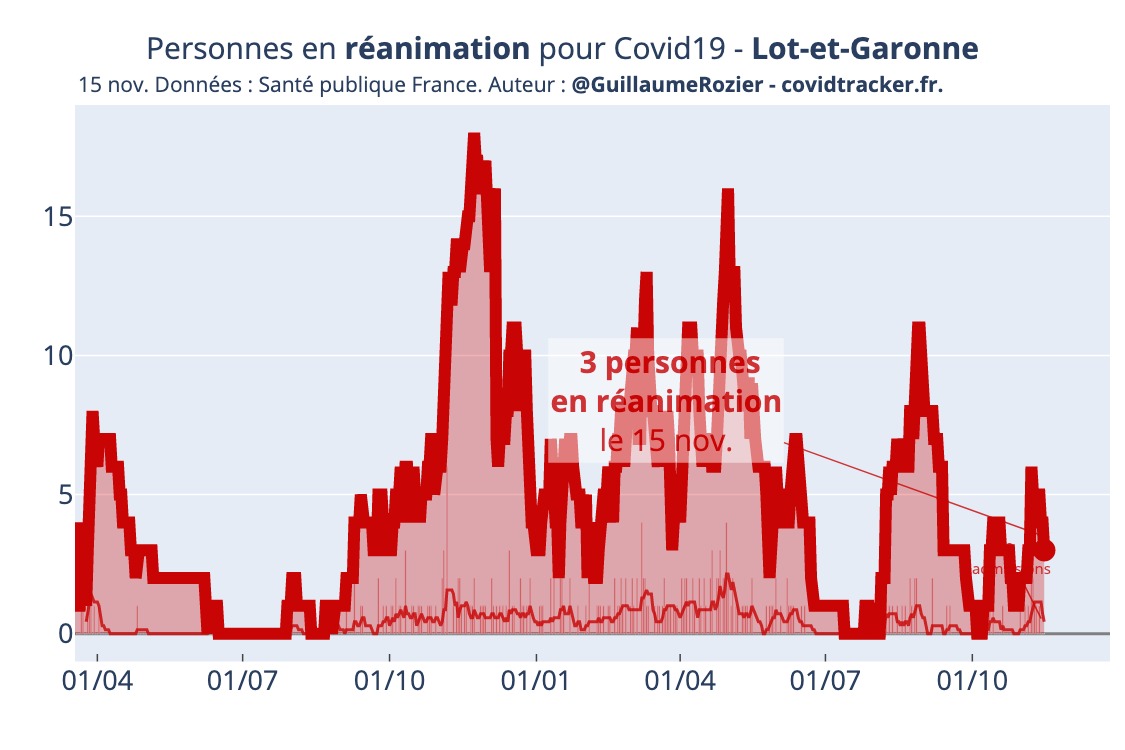 Personnes en réanimation pour Covid19 - Lot-et-Garonne
15 nov. Données : Santé publique France. Auteur : @GuillaumeRozier - covidtracker.fr.
15
10
5
0
3 personnes
en réanimation
le 15 nov.
admissions
01/04
01/07
01/10
01/01
01/04
01/07
01/10